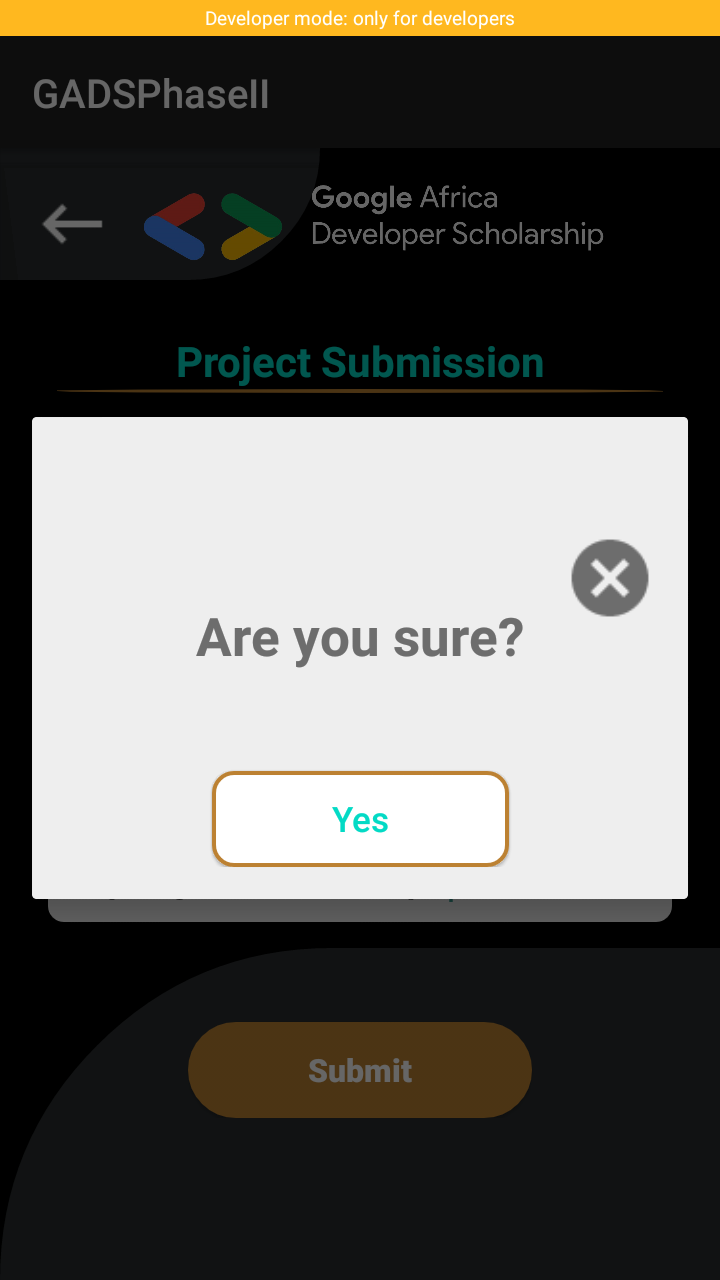 Developer mode: only for developers
GADSPhaseII
Google Africa
Developer Scholarship
Project Submission
Are you sure?
Yes
Submit